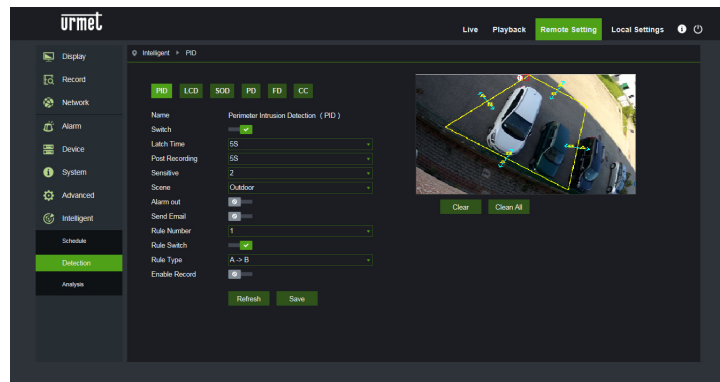 urmet
Live Playback Remote Setting Local Settings
Display
Record
Network
Alarm
Device
System
Advanced
Intelligent
Schedule
Detection
Analysis
Intelligent PID
PID LCD SOD PD FD CC
Name Perimeter Intrusion Detection ( PID )
Switch
Latch Time 5S
Post Recording 5S
Sensitive 2
Scene Outdoor
Alarm out
Send Email
Rule Number 1
Rule Switch
Rule Type A -> B
Enable Record
Refresh Save
Clear Clean All